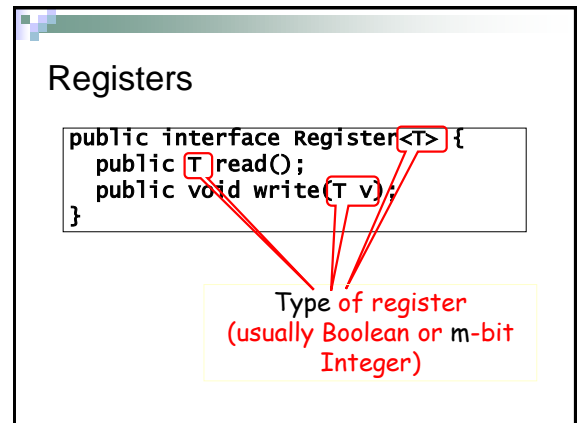 Registers
public interface Register<T> {
public T read();
public void write(T v);
}
Type of register
(usually Boolean or m-bit
Integer)